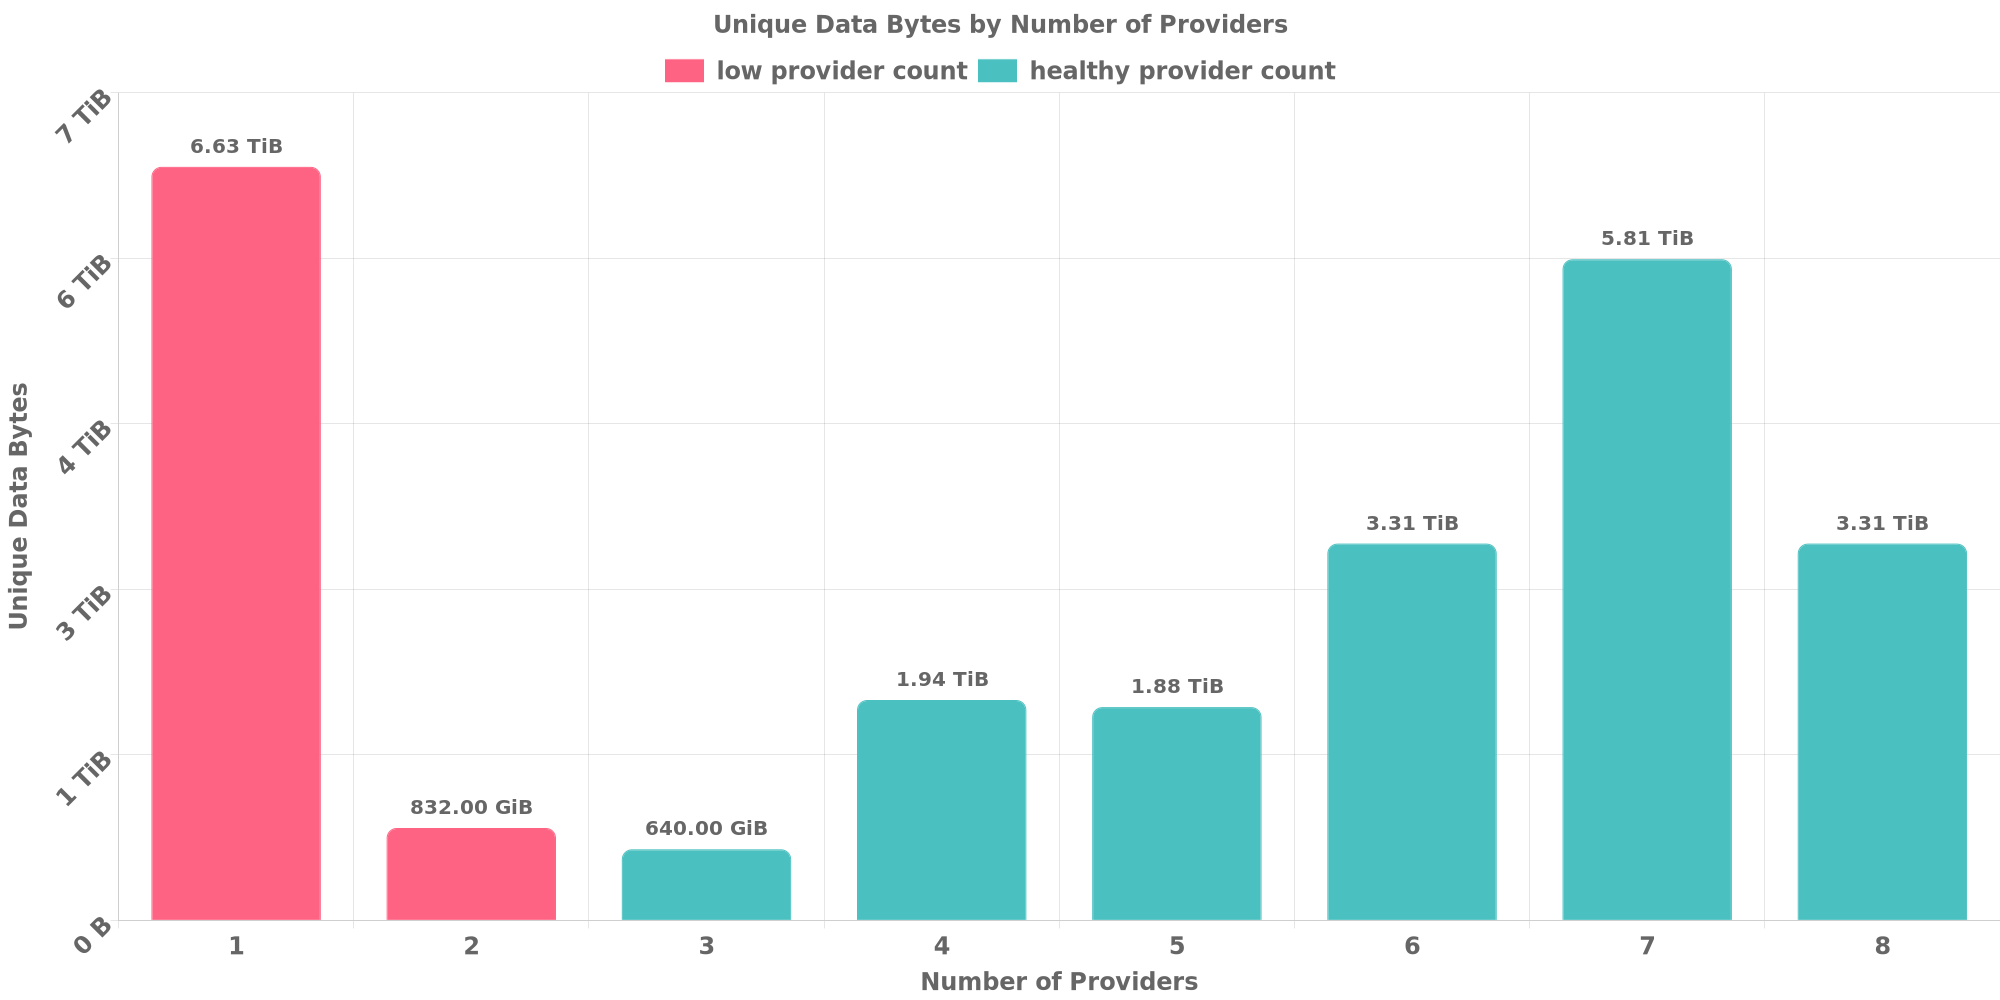 Unique Data Bytes by Number of Providers
low provider count healthy provider count
7 TiB
6 TiB
4 TiB
3 TiB
1 TiB
0 B
Unique Data Bytes
6.63 TiB
832.00 GiB
640.00 GiB
1.94 TiB
1.88 TiB
3.31 TiB
5.81 TiB
3.31 TiB
1 2 3 4 5 6 7 8
Number of Providers